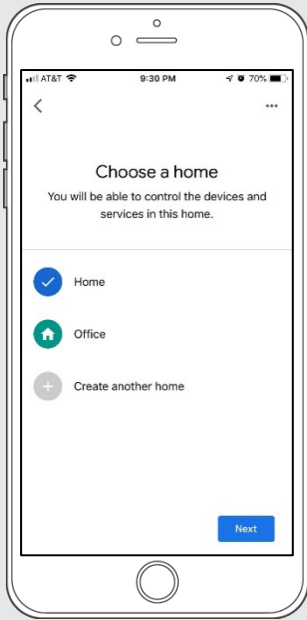 AT&T 9:30 PM 70%
Choose a home
You will be able to control the devices and
services in this home.
Home
Office
Create another home
Next